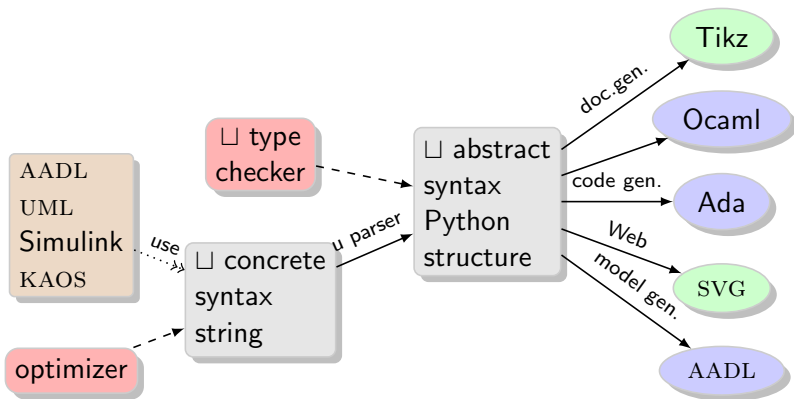 Tikz
doc.gen.
Ocaml
⊔ type
checker
⊔ abstract
syntax
Python
structure
code gen.
Ada
AADL
UML
Simulink
KAOS
use
⊔ concrete
syntax
string
u parser
Web
SVG
model gen.
AADL
optimizer